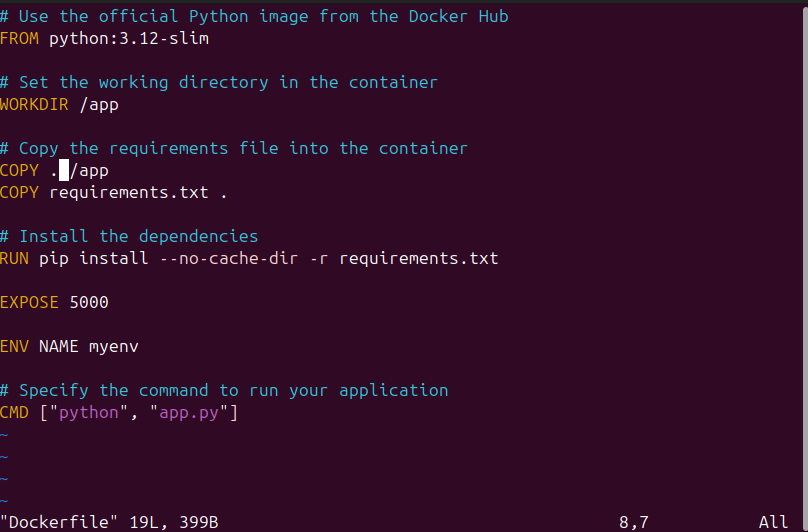 # Use the official Python image from the Docker Hub
FROM python:3.12-slim
# Set the working directory in the container
WORKDIR /app
# Copy the requirements file into the container
COPY . /app
COPY requirements.txt .
# Install the dependencies
RUN pip install --no-cache-dir -r requirements.txt
EXPOSE 5000
ENV NAME myenv
# Specify the command to run your application
CMD ["python", "app.py"]
~
~
~
~
"Dockerfile" 19L, 399B 8,7 All